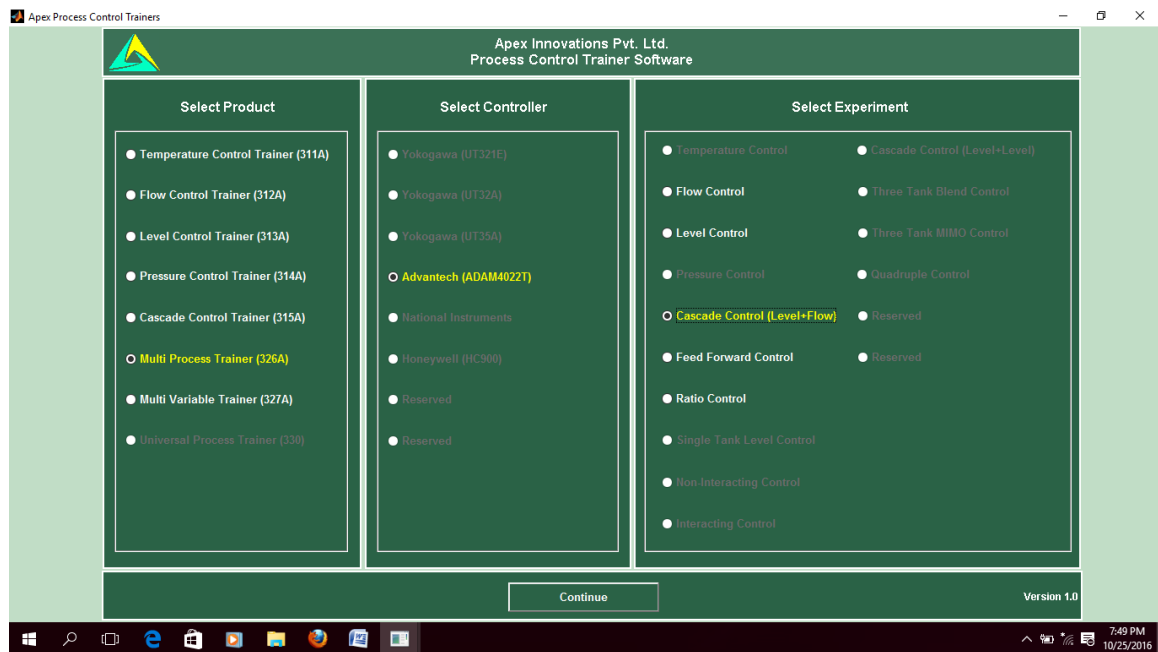 Apex Process Control Trainers
Apex Innovations Pvt. Ltd.
Process Control Trainer Software
Select Product
Temperature Control Trainer (311A)
Flow Control Trainer (312A)
Level Control Trainer (313A)
Pressure Control Trainer (314A)
Cascade Control Trainer (315A)
Multi Process Trainer (326A)
Multi Variable Trainer (327A)
Universal Process Trainer (330)
Select Controller
Yokogawa (UT321E)
Yokogawa (UT32A)
Yokogawa (UT35A)
Advantech (ADAM4022T)
National Instruments
Honeywell (HC900)
Reserved
Reserved
Select Experiment
Temperature Control
Flow Control
Level Control
Pressure Control
Cascade Control (Level+Flow)
Feed Forward Control
Ratio Control
Single Tank Level Control
Non-Interacting Control
Interacting Control
Cascade Control (Level+Level)
Three Tank Blend Control
Three Tank MIMO Control
Quadruple Control
Reserved
Reserved
Continue
Version 1.0
7:49 PM
10/25/2016